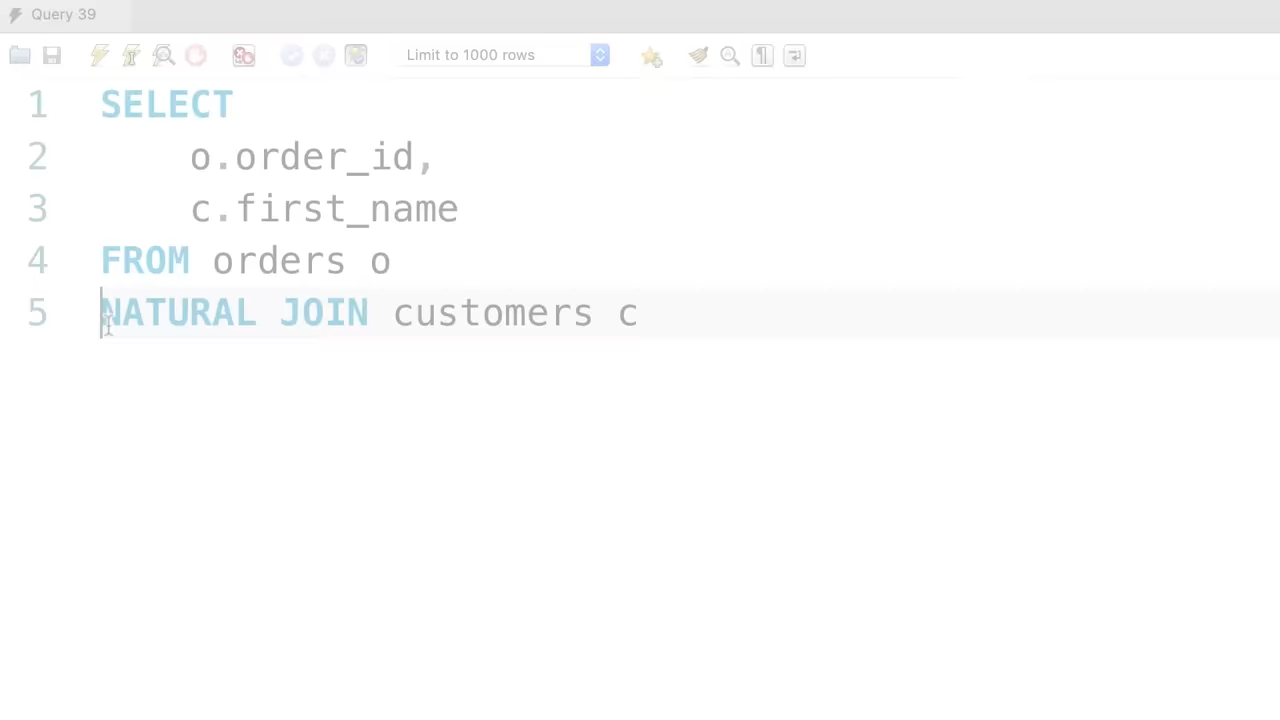 Query 39
Limit to 1000 rows
1 SELECT
2 o.order_id,
3 c.first_name
4 FROM orders o
5 NATURAL JOIN customers c